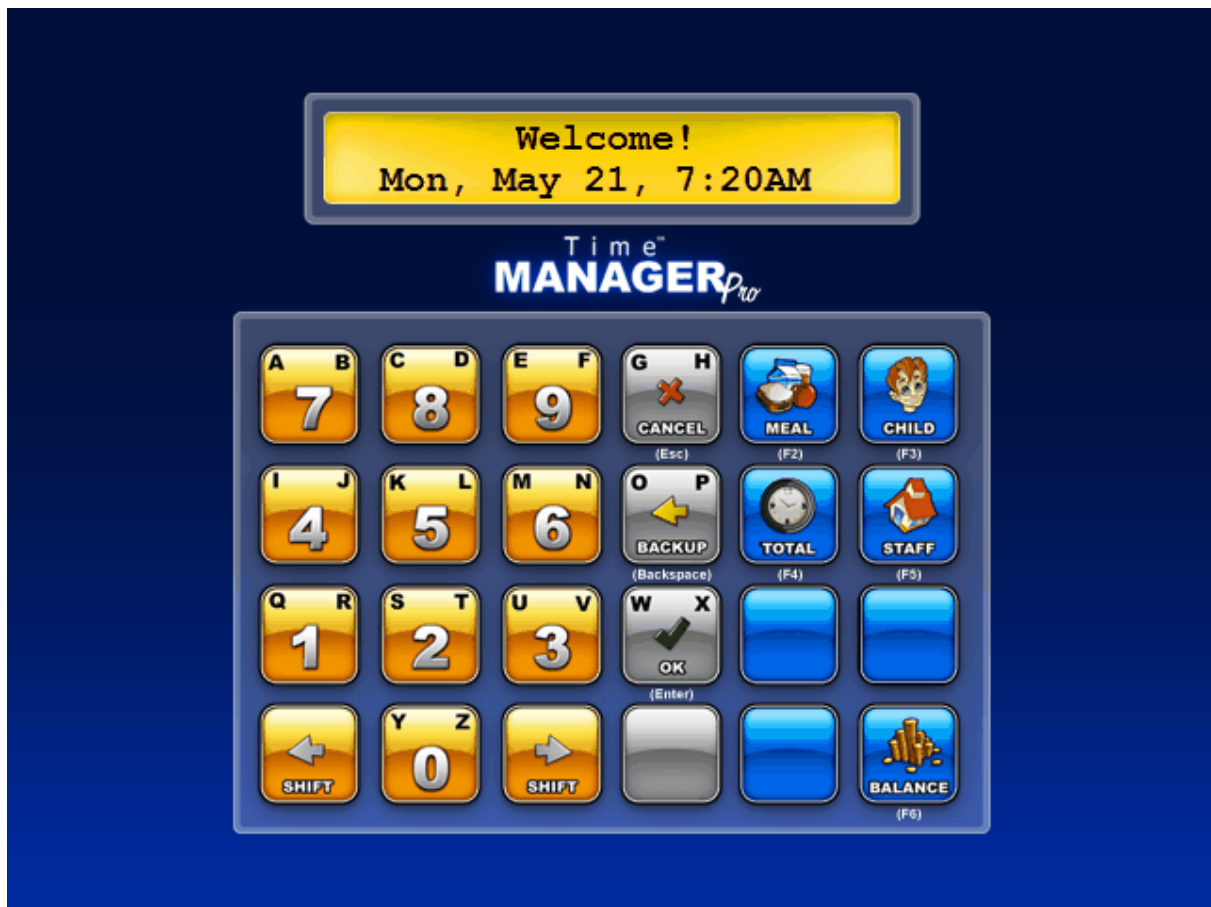 Welcome!
Mon, May 21, 7:20AM
Time™
MANAGER Pro
A B C D E F G H
7 8 9 CANCEL MEAL CHILD
(Esc) (F2) (F3)
I J K L M N O P
4 5 6 BACKUP TOTAL STAFF
(Backspace) (F4) (F5)
Q R S T U V W X
1 2 3 OK
(Enter)
Y Z
SHIFT 0 SHIFT BALANCE
(F6)